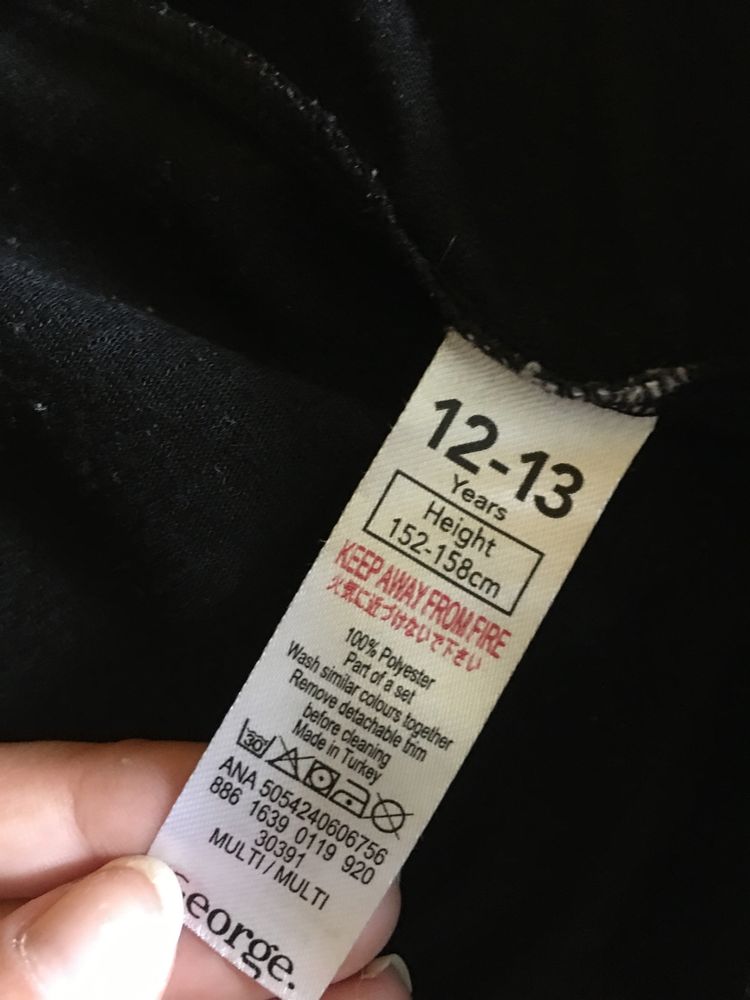 12-13
Years
Height
152-158cm
KEEP AWAY FROM FIRE
火気に近づけないで下さい
100% Polyester
Part of a set
Wash similar colours together
Remove detachable trim
before cleaning
Made in Turkey
30
ANA 5054240606756
886 1639 0119 920
30391
MULTI / MULTI
George.